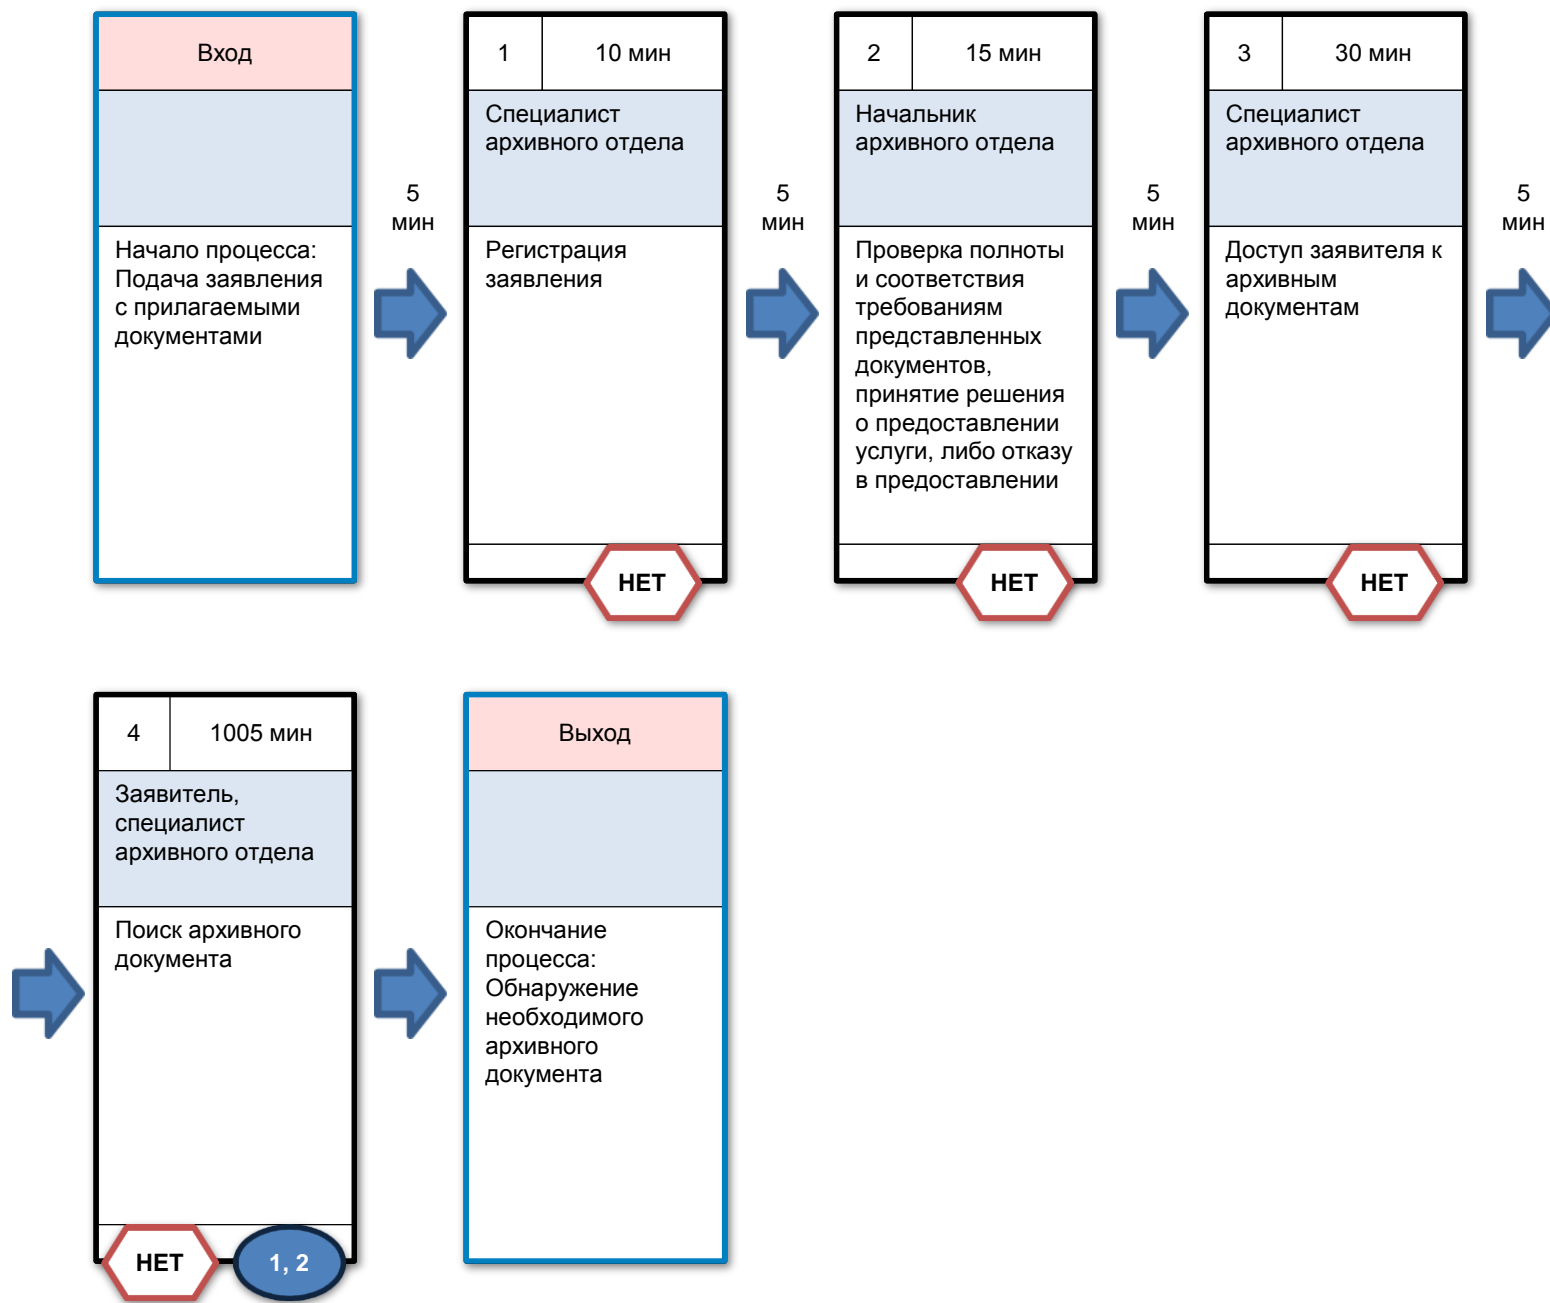 Вход
Начало процесса:
Подача заявления
с прилагаемыми
документами
5
мин
1
10 мин
Специалист
архивного отдела
Регистрация
заявления
НЕТ
5
мин
2
15 мин
Начальник
архивного отдела
Проверка полноты
и соответствия
требованиям
представленных
документов,
принятие решения
о предоставлении
услуги, либо отказу
в предоставлении
НЕТ
5
мин
3
30 мин
Специалист
архивного отдела
Доступ заявителя к
архивным
документам
НЕТ
5
мин
4
1005 мин
Заявитель,
специалист
архивного отдела
Поиск архивного
документа
НЕТ
1, 2
Выход
Окончание
процесса:
Обнаружение
необходимого
архивного
документа